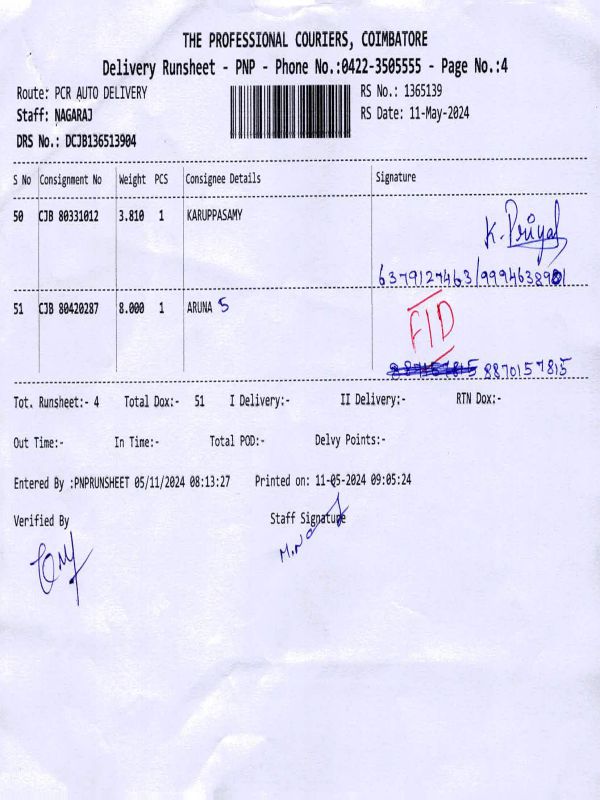 THE PROFESSIONAL COURIERS, COIMBATORE
Delivery Runsheet - PNP - Phone No.:0422-3505555 - Page No.:4
Route: PCR AUTO DELIVERY RS No.: 1365139
Staff: NAGARAJ RS Date: 11-May-2024
DRS No.: DCJB136513904
S No Consignment No Weight PCS Consignee Details Signature
50 CJB 80331012 3.810 1 KARUPPASAMY
K. Priya
6379127463/9994638901
51 CJB 80420287 8.000 1 ARUNA S
FID
8870157815
Tot. Runsheet:- 4 Total Dox:- 51 I Delivery:- II Delivery:- RTN Dox:-
Out Time:- In Time:- Total POD:- Delvy Points:-
Entered By :PNPRUNSHEET 05/11/2024 08:13:27 Printed on: 11-05-2024 09:05:24
Verified By Staff Signature